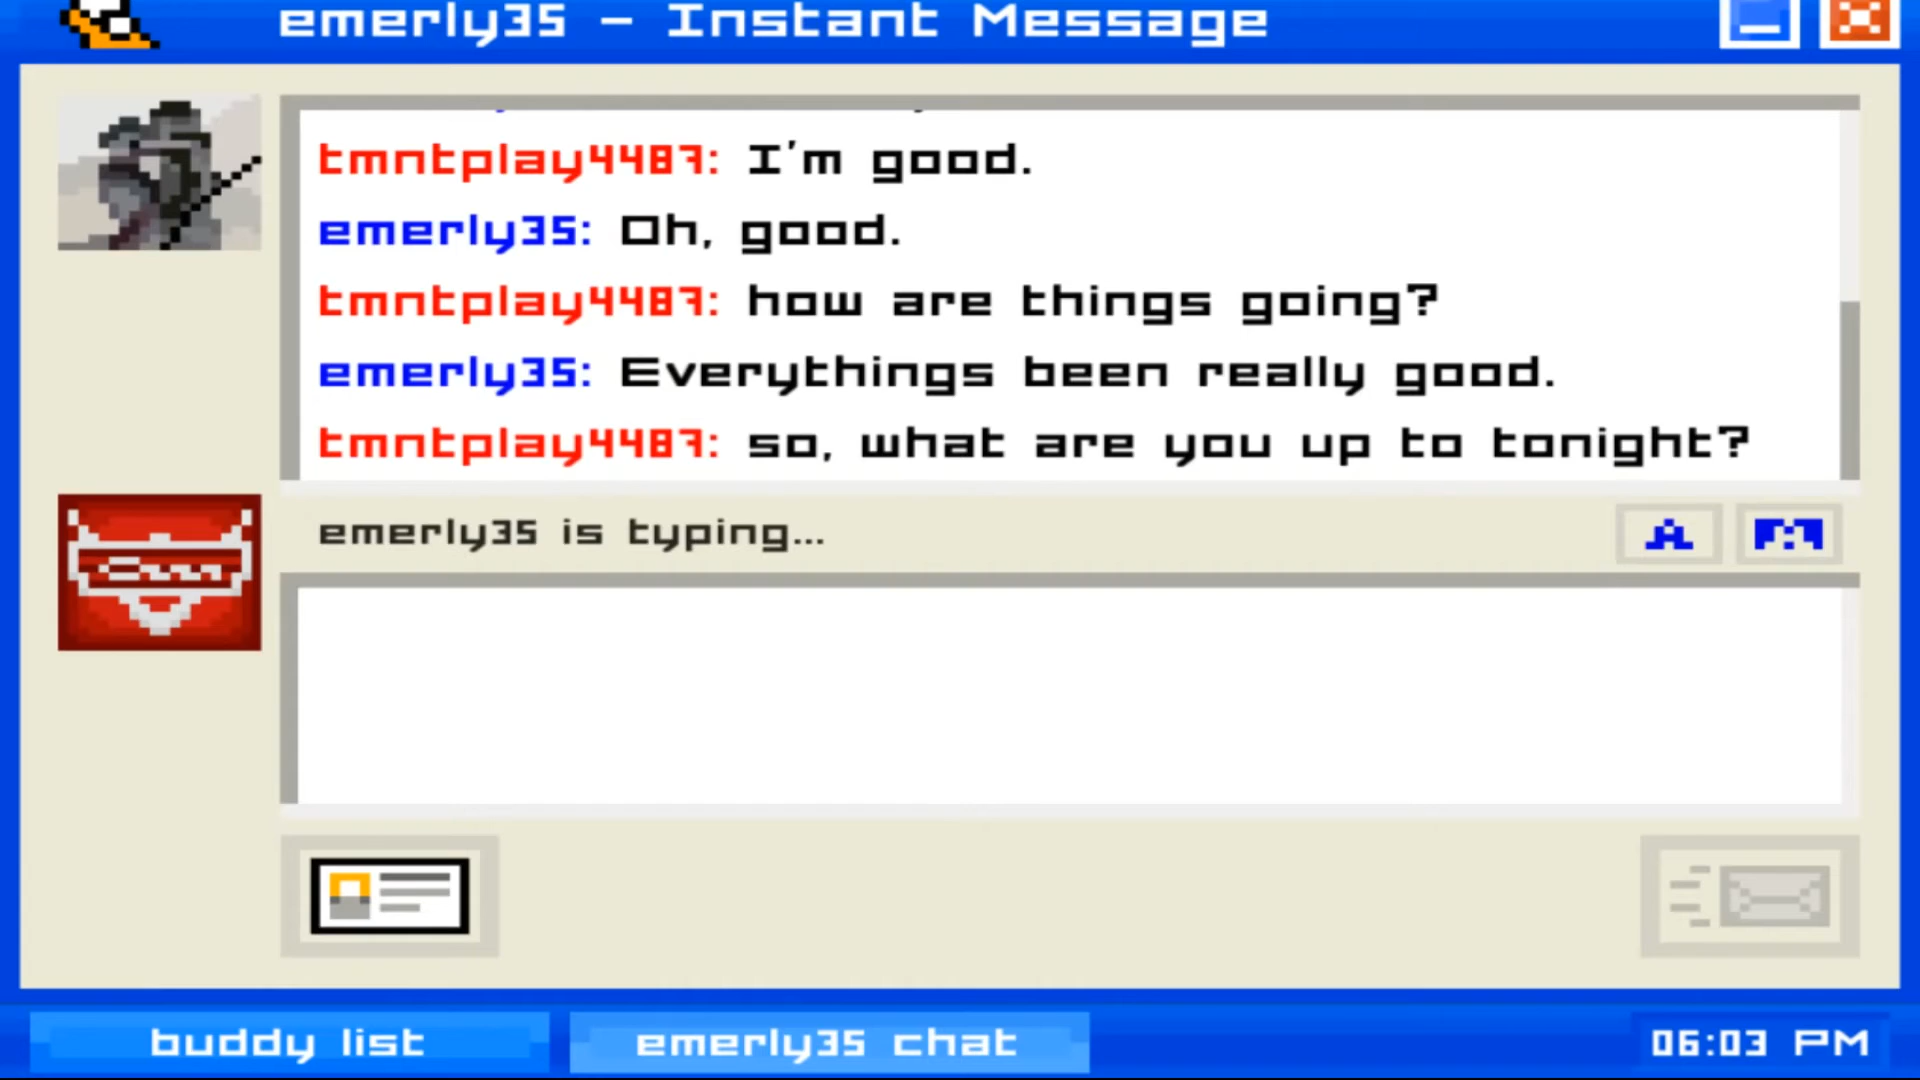 emerly35 - Instant Message
tmntplay4487: I'm good.
emerly35: Oh, good.
tmntplay4487: how are things going?
emerly35: Everythings been really good.
tmntplay4487: so, what are you up to tonight?
emerly35 is typing...
A
buddy list
emerly35 chat
06:03 PM